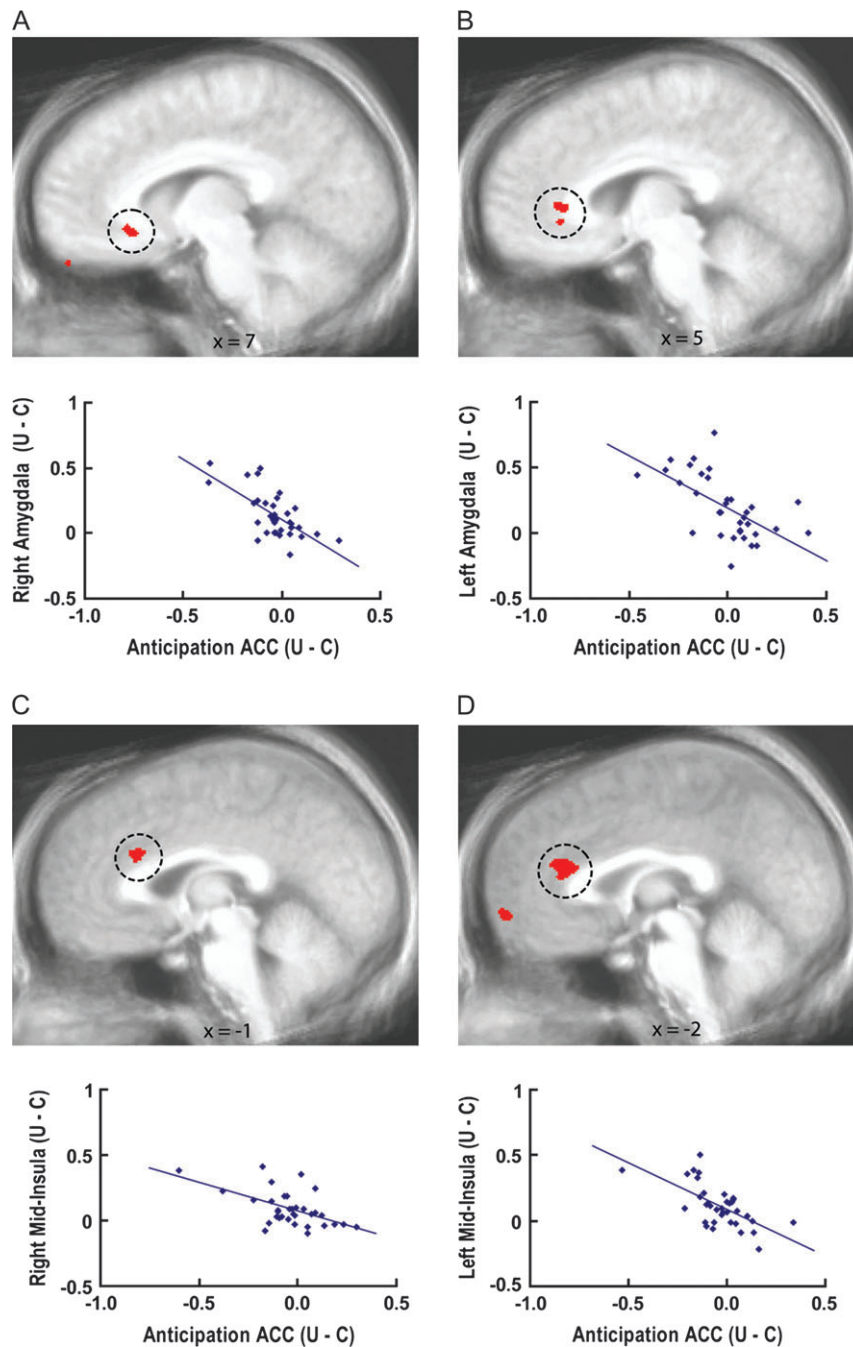 A
B
x = 7
x = 5
Right Amygdala (U - C)
1
0.5
0
-0.5
-1.0
-0.5
0.0
0.5
Anticipation ACC (U - C)
Left Amygdala (U - C)
1
0.5
0
-0.5
-1.0
-0.5
0.0
0.5
Anticipation ACC (U - C)
C
D
x = -1
x = -2
Right Mid-Insula (U - C)
1
0.5
0
-0.5
-1.0
-0.5
0.0
0.5
Anticipation ACC (U - C)
Left Mid-Insula (U - C)
1
0.5
0
-0.5
-1.0
-0.5
0.0
0.5
Anticipation ACC (U - C)